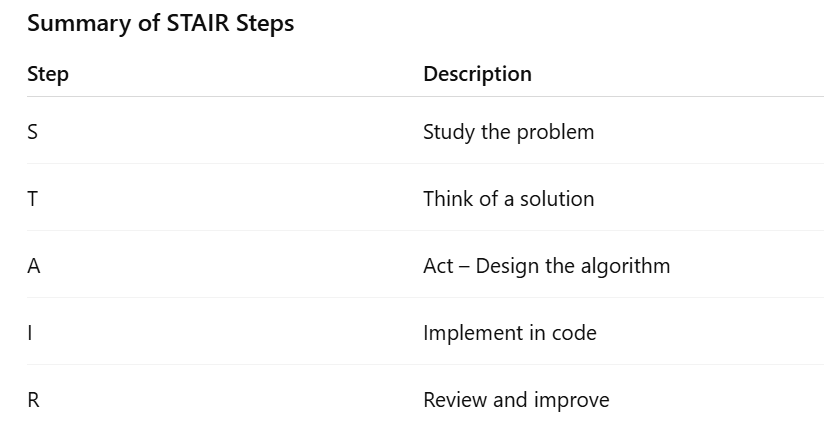 Summary of STAIR Steps
Step Description
S Study the problem
T Think of a solution
A Act – Design the algorithm
I Implement in code
R Review and improve